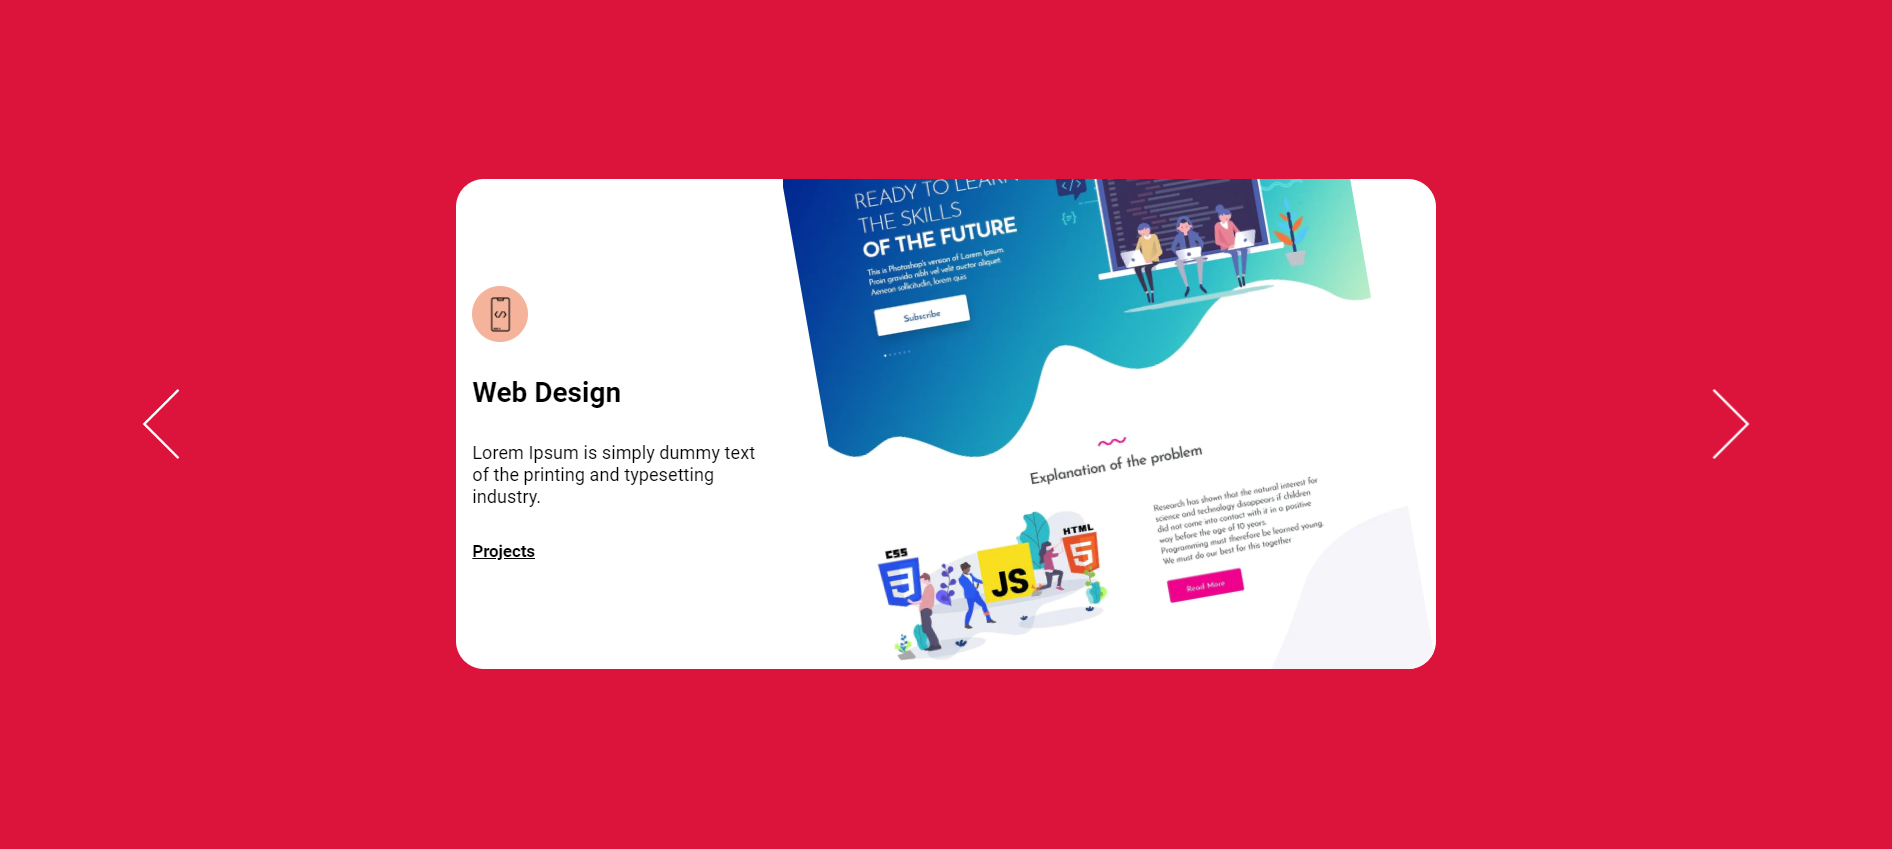 Web Design
Lorem Ipsum is simply dummy text
of the printing and typesetting
industry.
Projects
READY TO LEARN
THE SKILLS
OF THE FUTURE
This is Photoshop's version of Lorem Ipsum.
Proin gravida nibh vel velit auctor aliquet.
Aenean sollicitudin, lorem quis
Subscribe
</>
{=}
Explanation of the problem
Research has shown that the natural interest for
science and technology disappears if children
did not come into contact with it in a positive
way before the age of 10 years.
Programming must therefore be learned young.
We must do our best for this together
Read More
CSS
3
JS
HTML
5